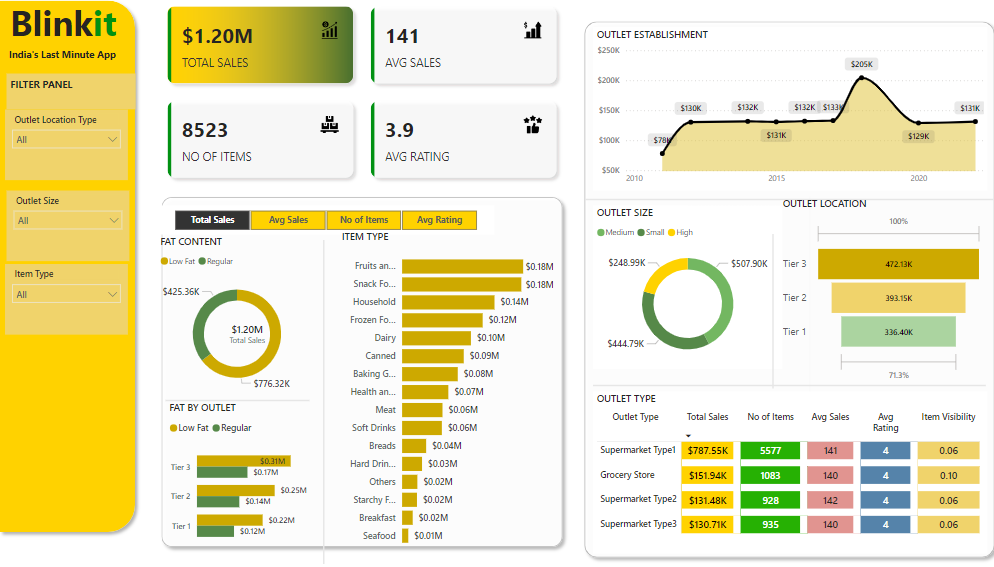 Blinkit
India's Last Minute App
FILTER PANEL
Outlet Location Type
All
Outlet Size
All
Item Type
All
$1.20M
TOTAL SALES
141
AVG SALES
8523
NO OF ITEMS
3.9
AVG RATING
Total Sales Avg Sales No of Items Avg Rating
FAT CONTENT
Low Fat Regular
$425.36K
$1.20M
Total Sales
$776.32K
FAT BY OUTLET
Low Fat Regular
Tier 3 $0.31M
$0.17M
Tier 2 $0.25M
$0.14M
Tier 1 $0.22M
$0.12M
ITEM TYPE
Fruits an... $0.18M
Snack Fo... $0.18M
Household $0.14M
Frozen Fo... $0.12M
Dairy $0.10M
Canned $0.09M
Baking G... $0.08M
Health an... $0.07M
Meat $0.06M
Soft Drinks $0.06M
Breads $0.04M
Hard Drin... $0.03M
Others $0.02M
Starchy F... $0.02M
Breakfast $0.02M
Seafood $0.01M
OUTLET ESTABLISHMENT
$250K
$200K
$150K
$100K
$50K
$78K $130K $132K $131K $132K $133K $205K $129K $131K
2010 2015 2020
OUTLET SIZE
Medium Small High
$248.99K $507.90K
$444.79K
OUTLET LOCATION
100%
Tier 3 472.13K
Tier 2 393.15K
Tier 1 336.40K
71.3%
OUTLET TYPE
Outlet Type Total Sales No of Items Avg Sales Avg Rating Item Visibility
Supermarket Type1 $787.55K 5577 141 4 0.06
Grocery Store $151.94K 1083 140 4 0.10
Supermarket Type2 $131.48K 928 142 4 0.06
Supermarket Type3 $130.71K 935 140 4 0.06